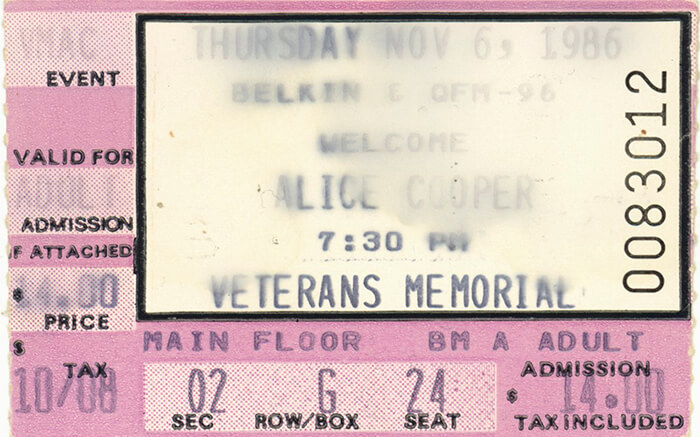 VMAC
EVENT
VALID FOR
ADULT
ADMISSION
IF ATTACHED
$ 14.00
PRICE
$
TAX
10/08
THURSDAY NOV 6, 1986
BELKIN & QFM-96
WELCOME
ALICE COOPER
7:30 PM
VETERANS MEMORIAL
0083012
MAIN FLOOR BM A ADULT
02 G 24
SEC ROW/BOX SEAT
ADMISSION
$ 14.00
TAX INCLUDED